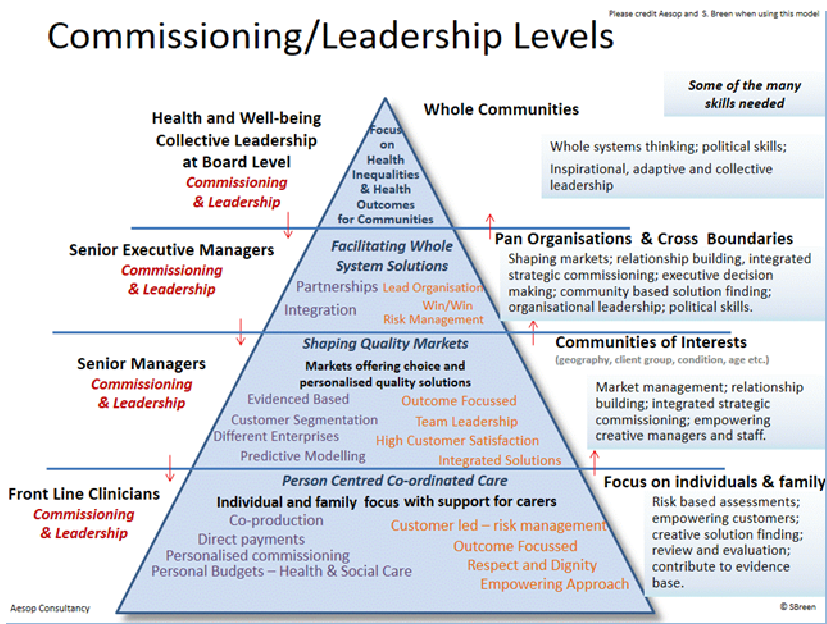 Please credit Aesop and S. Breen when using this model
Commissioning/Leadership Levels
Some of the many
skills needed
Health and Well-being
Collective Leadership
at Board Level
Commissioning
& Leadership
Focus
on
Health
Inequalities
& Health
Outcomes
for Communities
Whole Communities
Whole systems thinking; political skills;
Inspirational, adaptive and collective
leadership
Senior Executive Managers
Commissioning
& Leadership
Facilitating Whole
System Solutions
Partnerships
Integration
Lead Organisation
Win/Win
Risk Management
Pan Organisations & Cross Boundaries
Shaping markets; relationship building, integrated
strategic commissioning; executive decision
making; community based solution finding;
organisational leadership; political skills.
Senior Managers
Commissioning
& Leadership
Shaping Quality Markets
Markets offering choice and
personalised quality solutions
Evidenced Based
Customer Segmentation
Different Enterprises
Predictive Modelling
Outcome Focussed
Team Leadership
High Customer Satisfaction
Integrated Solutions
Communities of Interests
(geography, client group, condition, age etc.)
Market management; relationship
building; integrated strategic
commissioning; empowering
creative managers and staff.
Front Line Clinicians
Commissioning
& Leadership
Person Centred Co-ordinated Care
Individual and family focus with support for carers
Co-production
Direct payments
Personalised commissioning
Personal Budgets – Health & Social Care
Customer led – risk management
Outcome Focussed
Respect and Dignity
Empowering Approach
Focus on individuals & family
Risk based assessments;
empowering customers;
creative solution finding;
review and evaluation;
contribute to evidence
base.
Aesop Consultancy
© SBreen